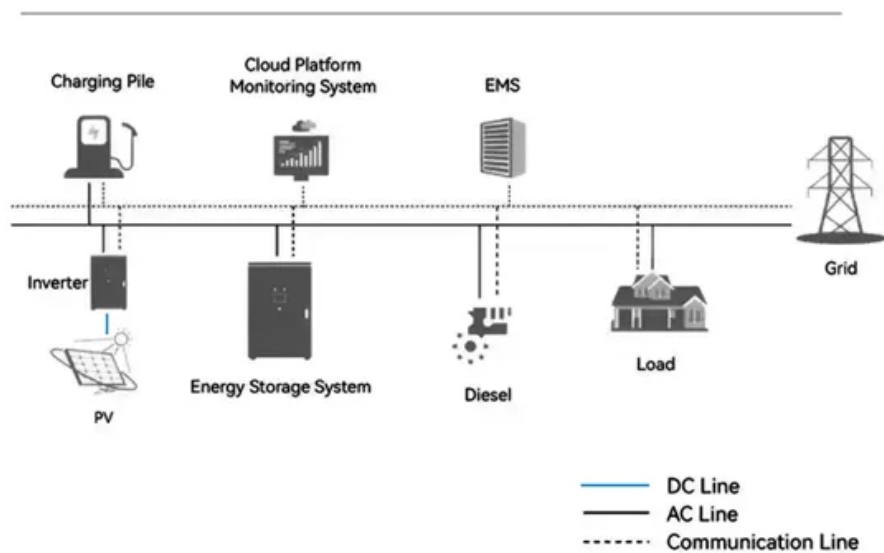 Charging Pile
Cloud Platform
Monitoring System
EMS
Inverter
Grid
PV
Energy Storage System
Diesel
Load
DC Line
AC Line
Communication Line